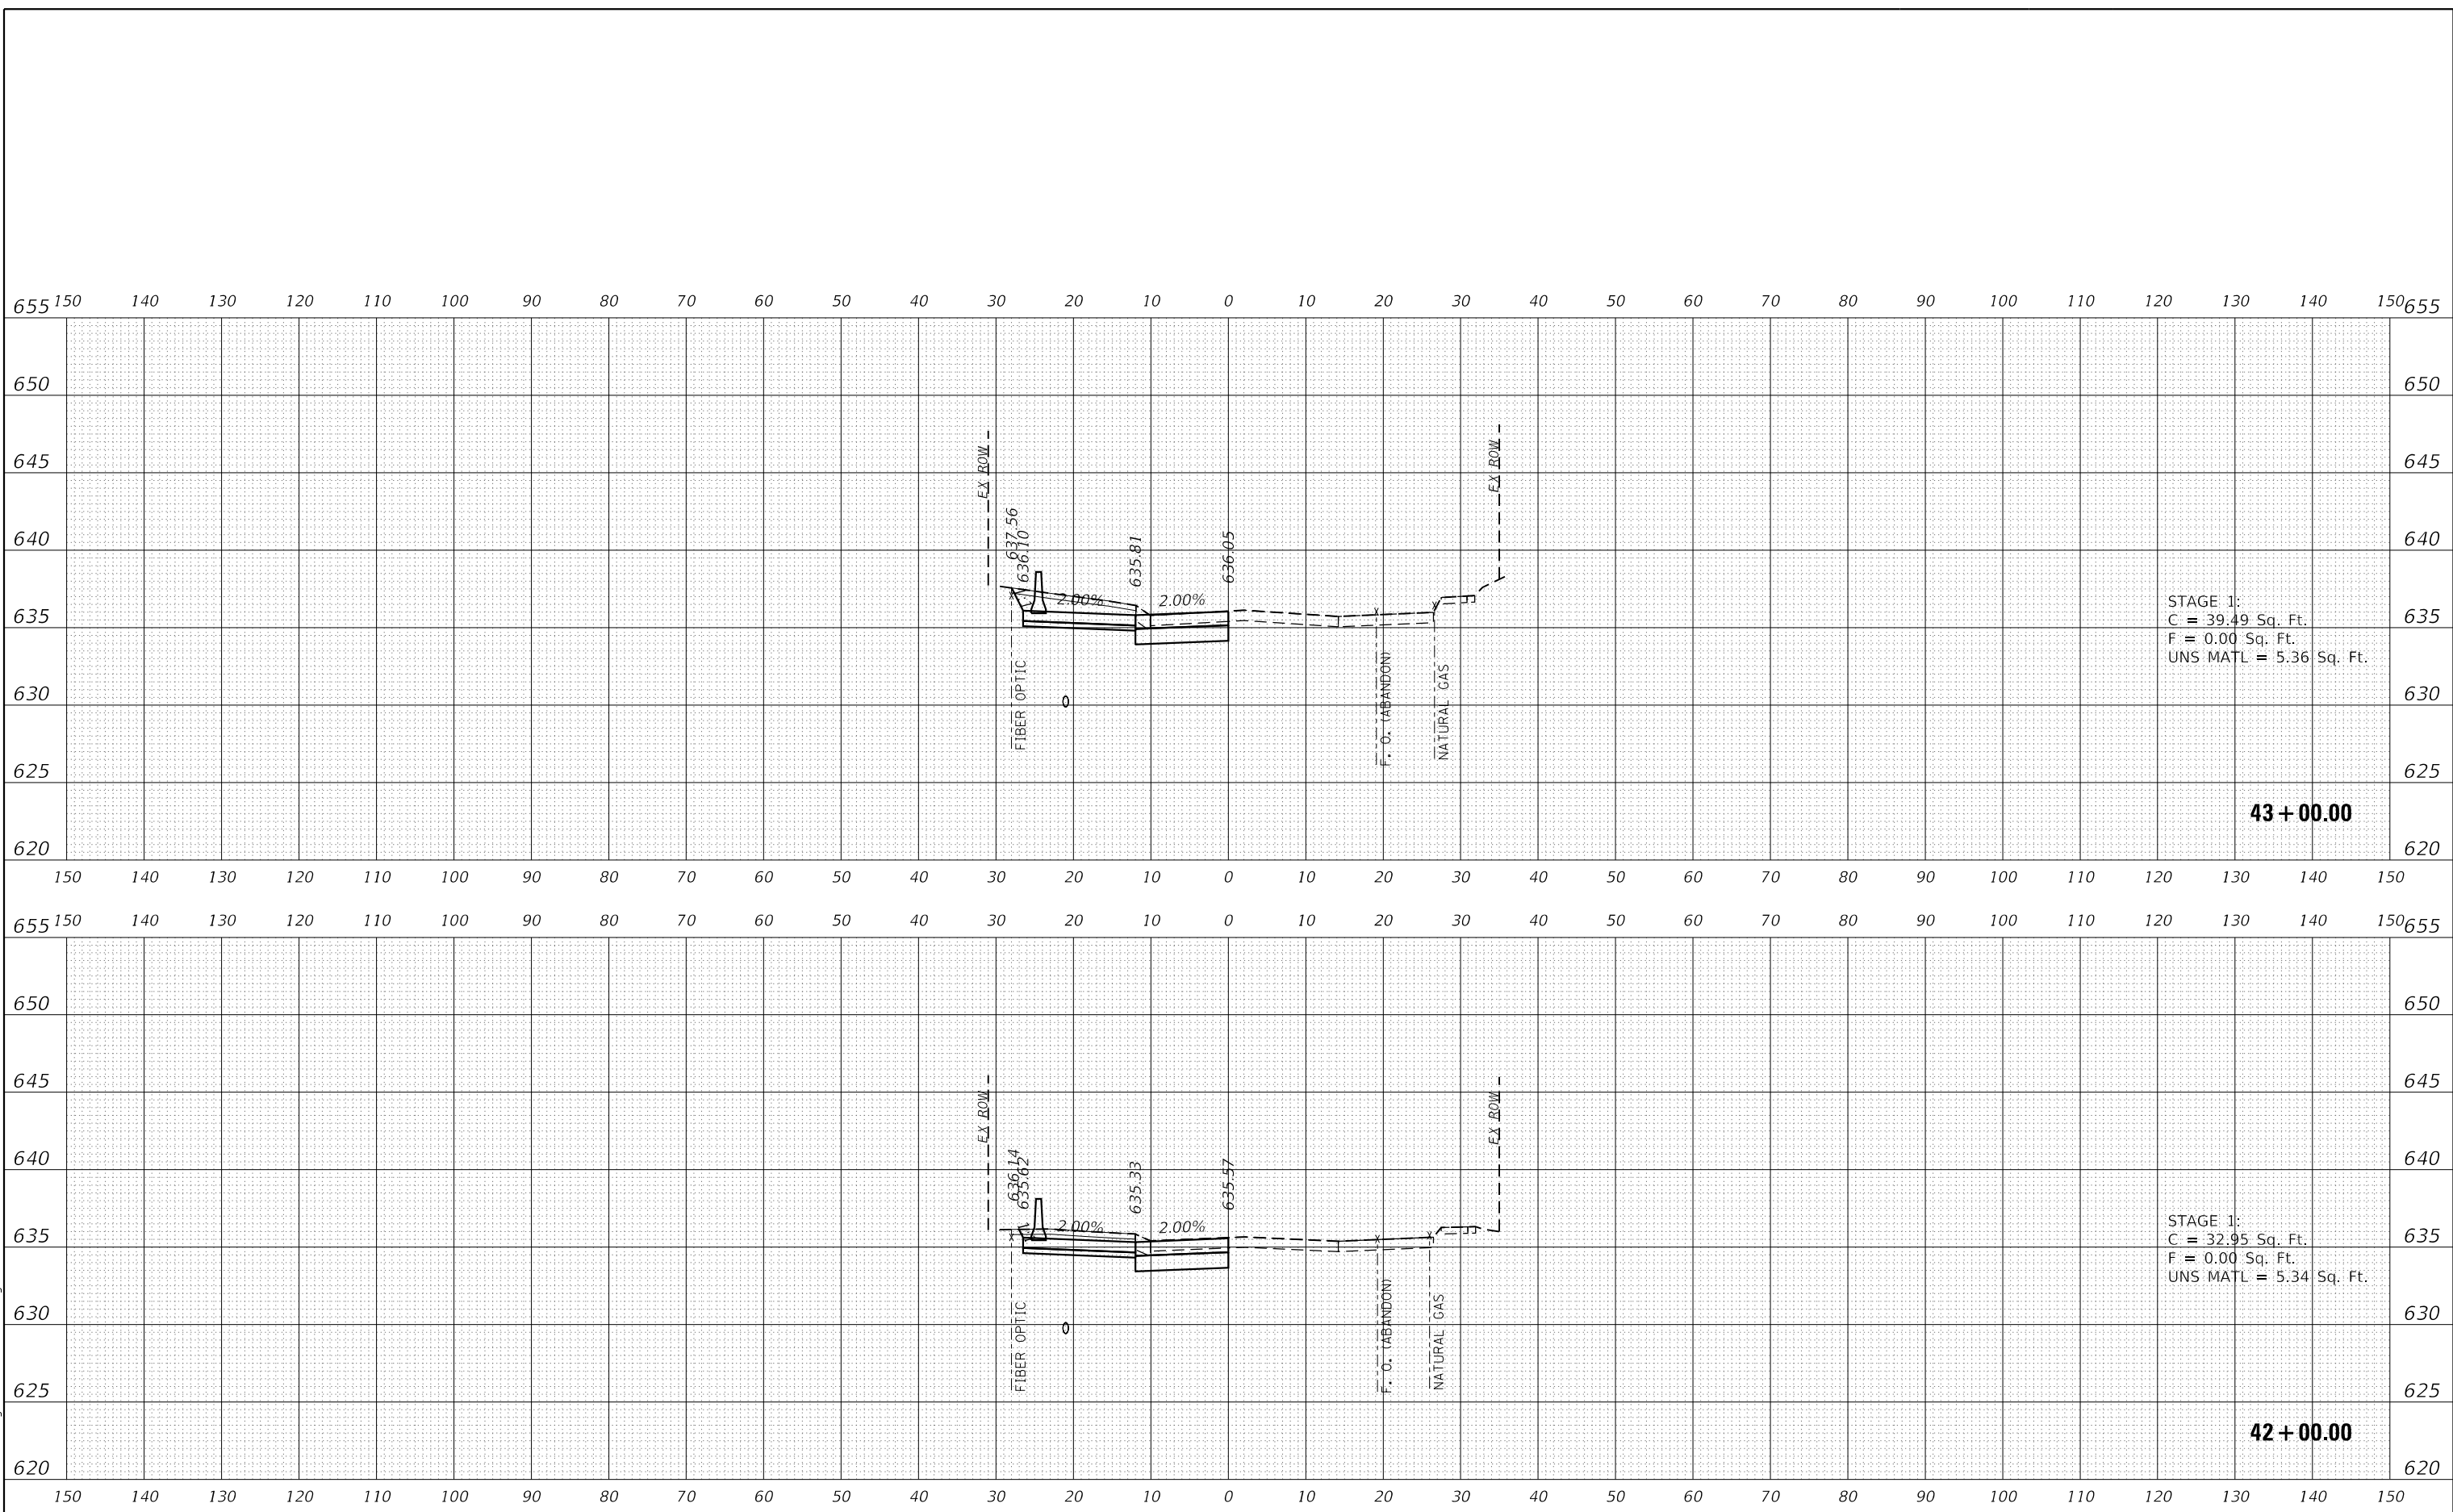 655 150 140 130 120 110 100 90 80 70 60 50 40 30 20 10 0 10 20 30 40 50 60 70 80 90 100 110 120 130 140 150 655
650 650
645 645
EX ROW EX ROW
640 640
637.56 636.10 635.81 636.05
2.00% 2.00%
635 635
STAGE 1:
C = 39.49 Sq. Ft.
F = 0.00 Sq. Ft.
UNS MATL = 5.36 Sq. Ft.
FIBER OPTIC F. O. (ABANDON) NATURAL GAS
630 630
625 625
43+00.00
620 620
150 140 130 120 110 100 90 80 70 60 50 40 30 20 10 0 10 20 30 40 50 60 70 80 90 100 110 120 130 140 150
655 150 140 130 120 110 100 90 80 70 60 50 40 30 20 10 0 10 20 30 40 50 60 70 80 90 100 110 120 130 140 150 655
650 650
645 645
EX ROW EX ROW
640 640
636.14 635.62 635.33 635.57
2.00% 2.00%
635 635
STAGE 1:
C = 32.95 Sq. Ft.
F = 0.00 Sq. Ft.
UNS MATL = 5.34 Sq. Ft.
FIBER OPTIC F. O. (ABANDON) NATURAL GAS
630 630
625 625
42+00.00
620 620
150 140 130 120 110 100 90 80 70 60 50 40 30 20 10 0 10 20 30 40 50 60 70 80 90 100 110 120 130 140 150